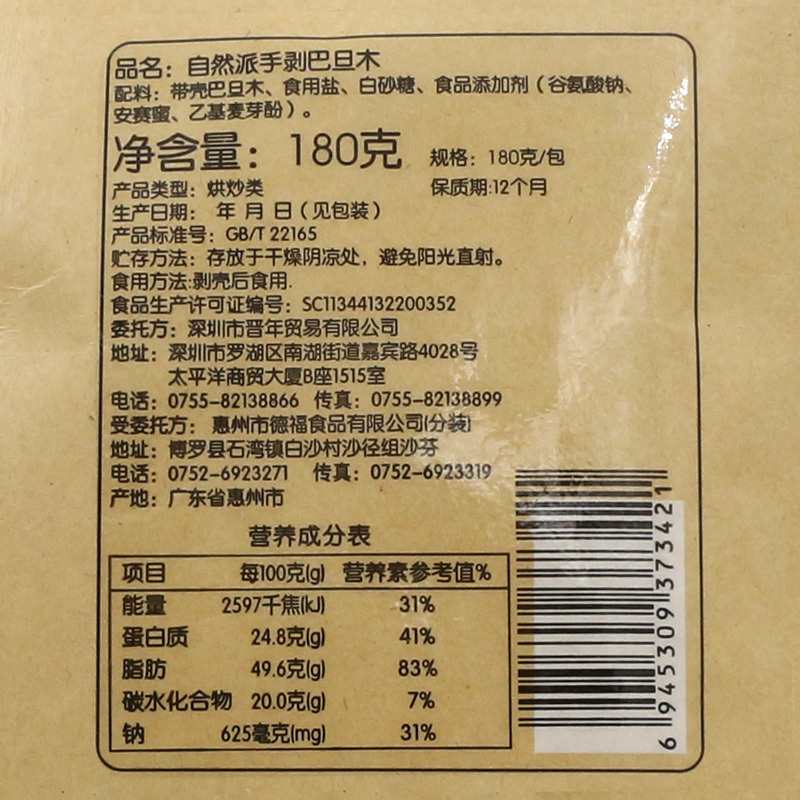 品名：自然派手剥巴旦木
配料：带壳巴旦木、食用盐、白砂糖、食品添加剂（谷氨酸钠、
安赛蜜、乙基麦芽酚）。
净含量：180克 规格：180克/包
产品类型：烘炒类 保质期:12个月
生产日期： 年 月 日（见包装）
产品标准号：GB/T 22165
贮存方法：存放于干燥阴凉处，避免阳光直射。
食用方法:剥壳后食用.
食品生产许可证编号：SC11344132200352
委托方：深圳市晋年贸易有限公司
地址：深圳市罗湖区南湖街道嘉宾路4028号
太平洋商贸大厦B座1515室
电话：0755-82138866 传真：0755-82138899
受委托方：惠州市德福食品有限公司(分装)
地址：博罗县石湾镇白沙村沙径组沙芬
电话：0752-6923271 传真：0752-6923319
产地：广东省惠州市
营养成分表
项目 每100克(g) 营养素参考值%
能量 2597千焦(kJ) 31%
蛋白质 24.8克(g) 41%
脂肪 49.6克(g) 83%
碳水化合物 20.0克(g) 7%
钠 625毫克(mg) 31%
6 945309 373421